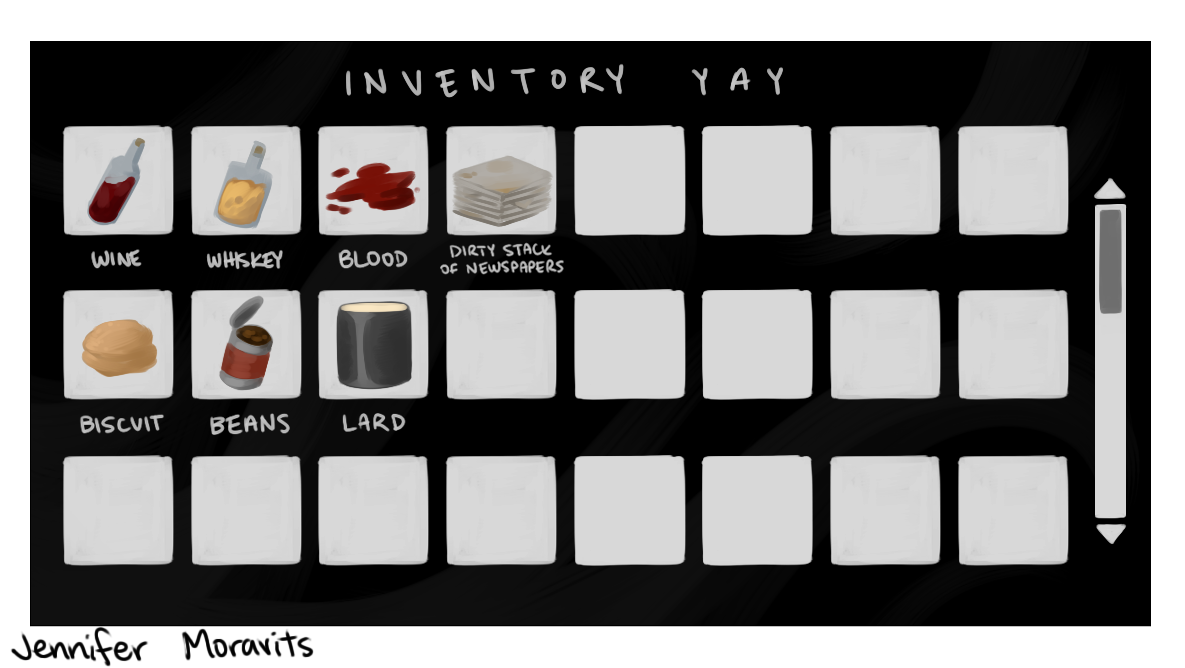 INVENTORY YAY
WINE
WHISKEY
BLOOD
DIRTY STACK
OF NEWSPAPERS
BISCUIT
BEANS
LARD
Jennifer Moravits